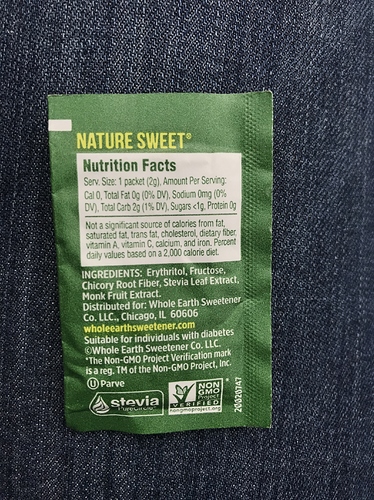 NATURE SWEET®
Nutrition Facts
Serv. Size: 1 packet (2g), Amount Per Serving:
Cal 0, Total Fat 0g (0% DV), Sodium 0mg (0%
DV), Total Carb 2g (1% DV), Sugars <1g, Protein 0g
Not a significant source of calories from fat,
saturated fat, trans fat, cholesterol, dietary fiber,
vitamin A, vitamin C, calcium, and iron. Percent
daily values based on a 2,000 calorie diet.
INGREDIENTS: Erythritol, Fructose,
Chicory Root Fiber, Stevia Leaf Extract,
Monk Fruit Extract.
Distributed for: Whole Earth Sweetener
Co. LLC., Chicago, IL 60606
wholeearthsweetener.com
Suitable for individuals with diabetes
©Whole Earth Sweetener Co. LLC.
*The Non-GMO Project Verification mark
is a reg. TM of the Non-GMO Project, Inc.
U Parve
stevia
PureCircle
NON
GMO
Project
VERIFIED
nongmoproject.org
*
20020747